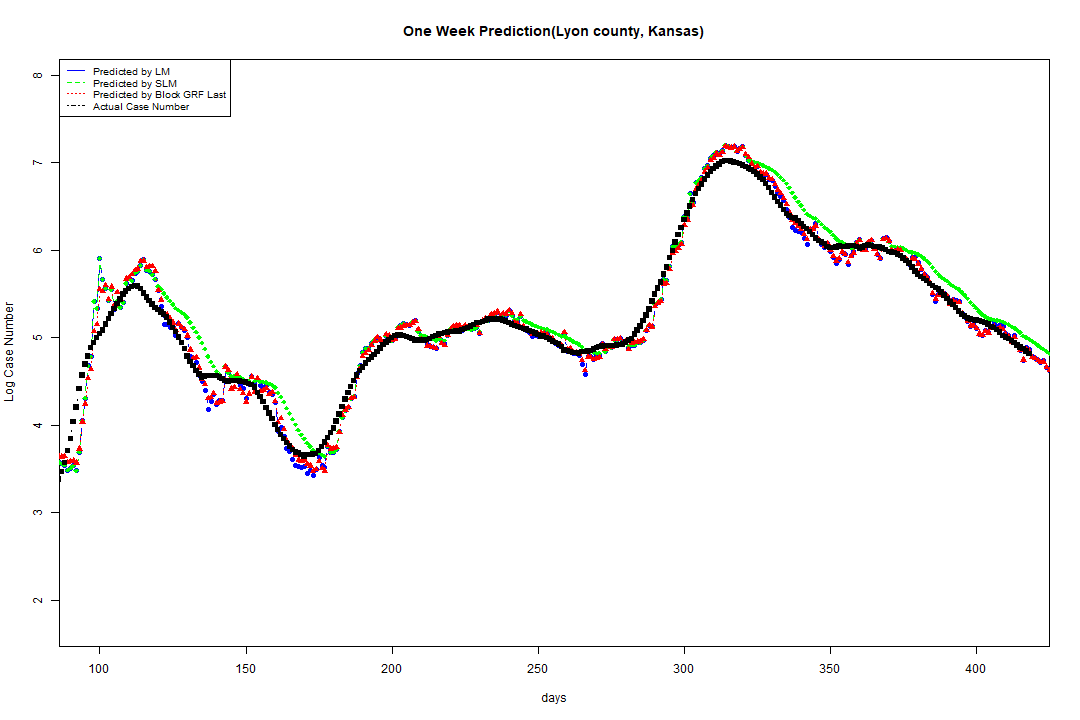 One Week Prediction(Lyon county, Kansas)
Predicted by LM
Predicted by SLM
Predicted by Block GRF Last
Actual Case Number
Log Case Number
8
7
6
5
4
3
2
100 150 200 250 300 350 400
days